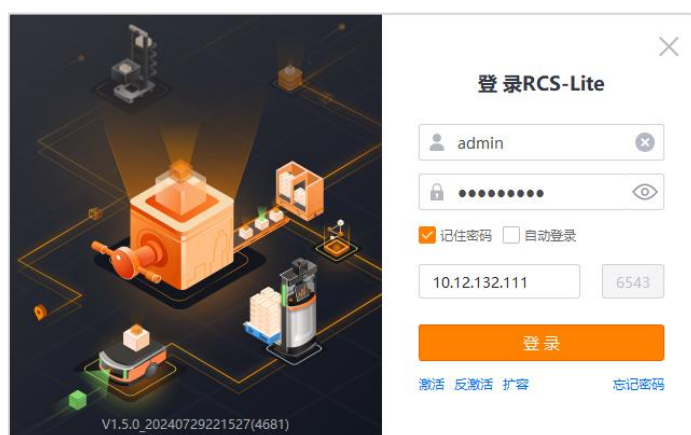 登 录RCS-Lite
admin
●●●●●●●●●
记住密码 自动登录
10.12.132.111 6543
登 录
激活 反激活 扩容 忘记密码
V1.5.0_20240729221527(4681)